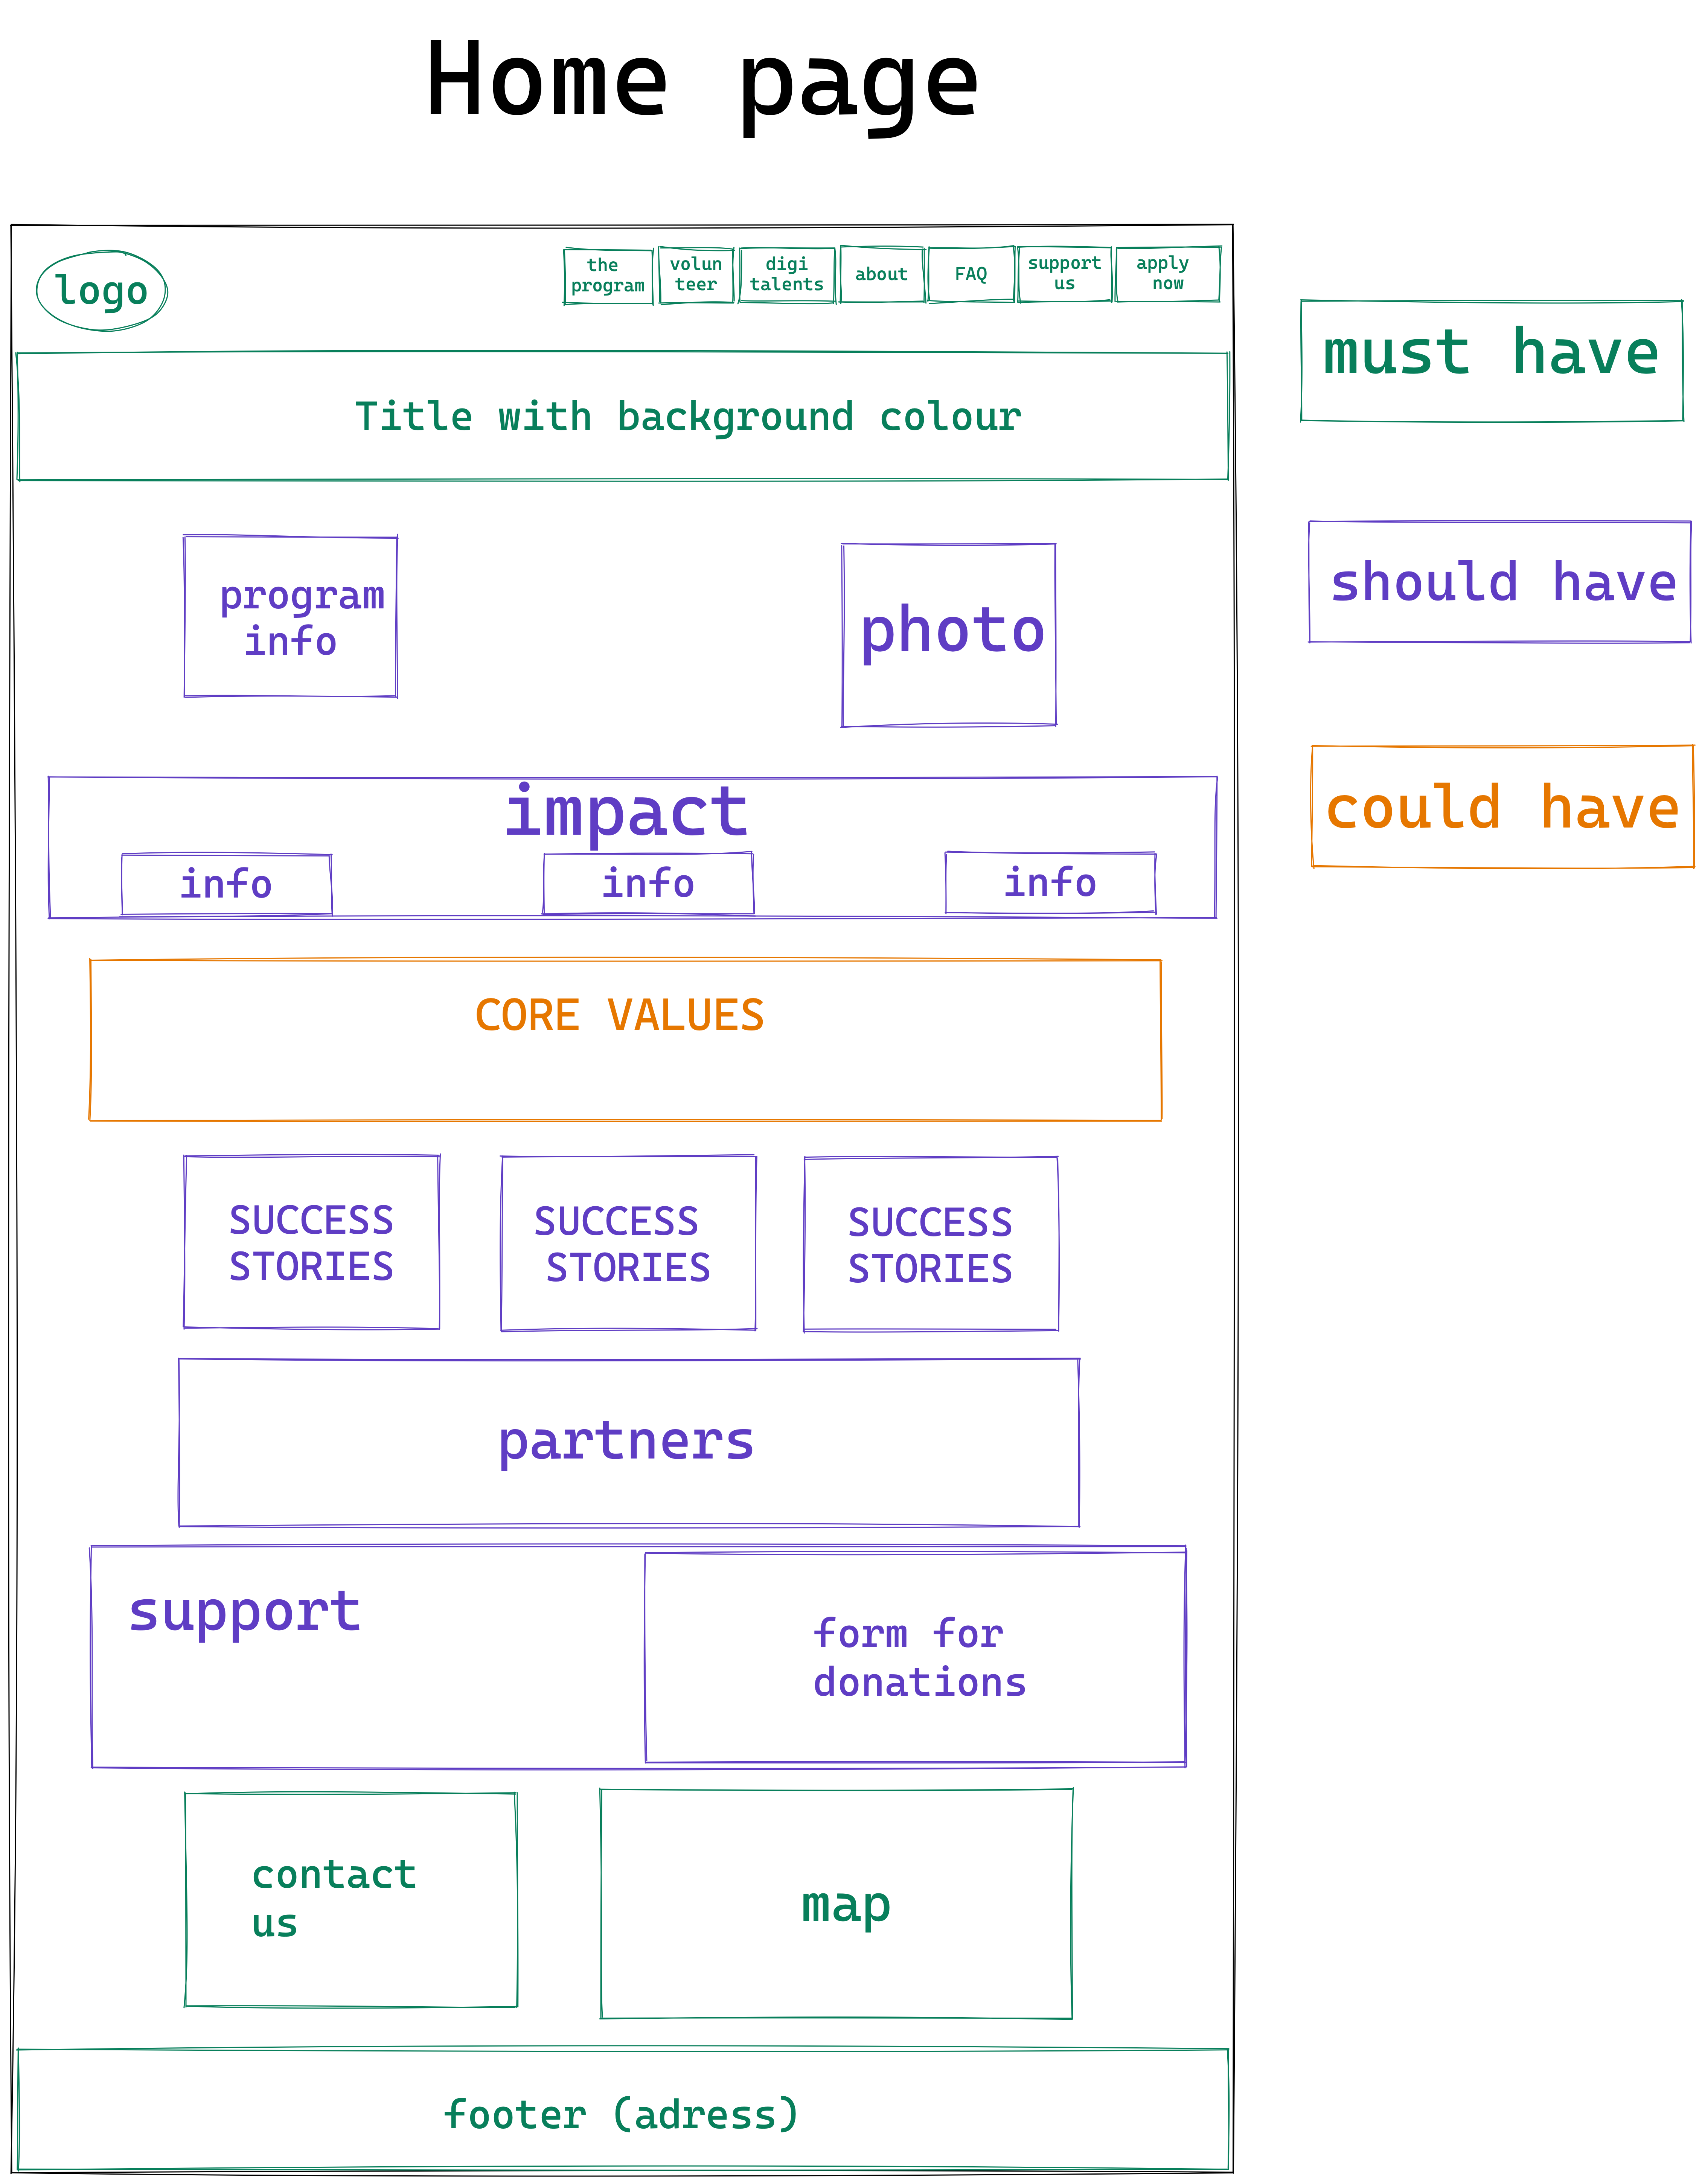 Home page
logo
the
program
volun
teer
digi
talents
about
FAQ
support
us
apply
now
must have
Title with background colour
should have
program
info
photo
could have
impact
info
info
info
CORE VALUES
SUCCESS
STORIES
SUCCESS
STORIES
SUCCESS
STORIES
partners
support
form for
donations
contact
us
map
footer (adress)